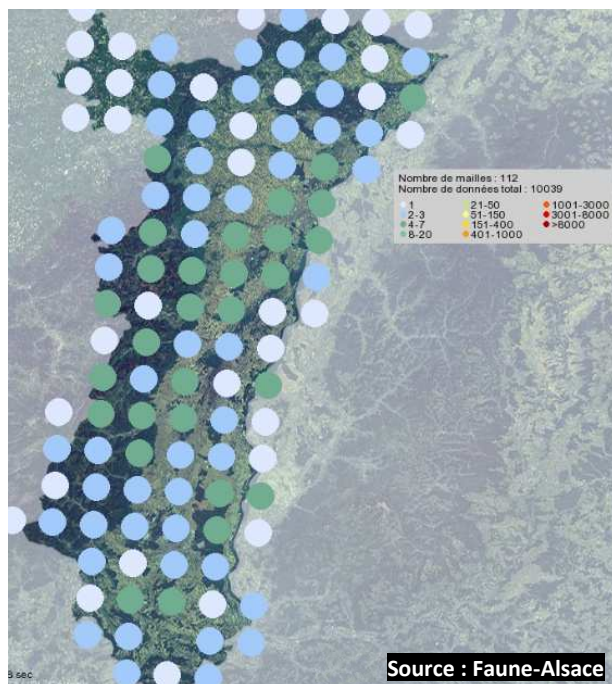 Nombre de mailles : 112
Nombre de données total : 10039
1 21-50 1001-3000
2-3 51-150 3001-8000
4-7 151-400 >8000
8-20 401-1000
sec
Source : Faune-Alsace